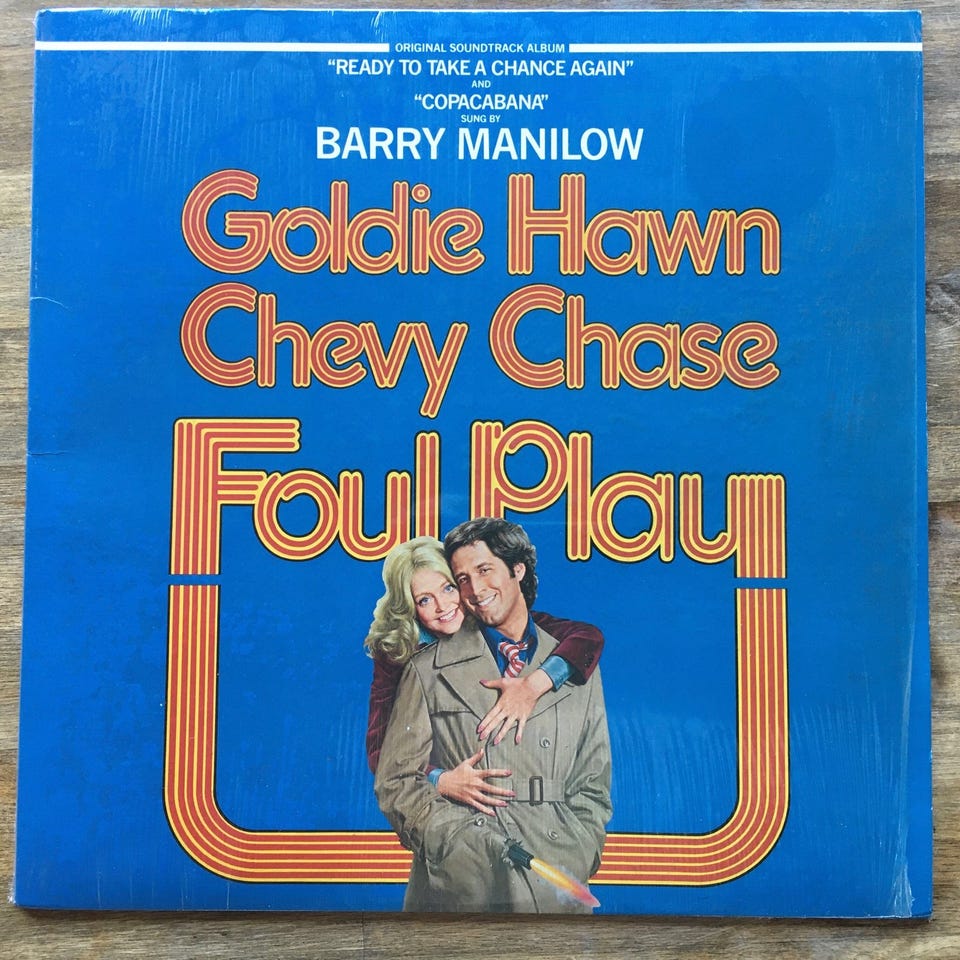 ORIGINAL SOUNDTRACK ALBUM
“READY TO TAKE A CHANCE AGAIN”
AND
“COPACABANA”
SUNG BY
BARRY MANILOW
Goldie Hawn
Chevy Chase
Foul Play